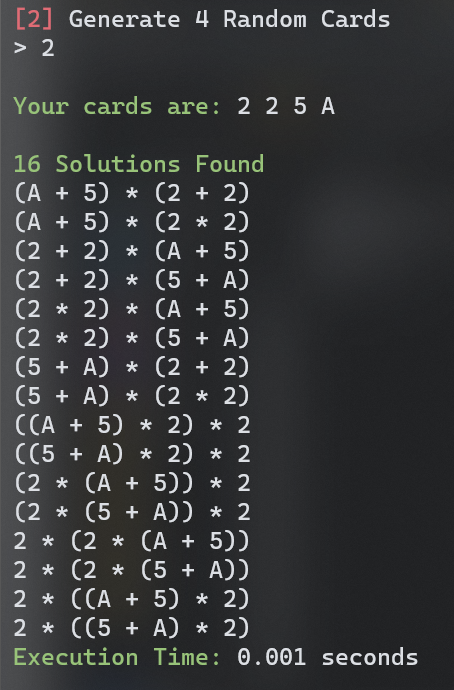 [2] Generate 4 Random Cards
> 2
Your cards are: 2 2 5 A
16 Solutions Found
(A + 5) * (2 + 2)
(A + 5) * (2 * 2)
(2 + 2) * (A + 5)
(2 + 2) * (5 + A)
(2 * 2) * (A + 5)
(2 * 2) * (5 + A)
(5 + A) * (2 + 2)
(5 + A) * (2 * 2)
((A + 5) * 2) * 2
((5 + A) * 2) * 2
(2 * (A + 5)) * 2
(2 * (5 + A)) * 2
2 * (2 * (A + 5))
2 * (2 * (5 + A))
2 * ((A + 5) * 2)
2 * ((5 + A) * 2)
Execution Time: 0.001 seconds